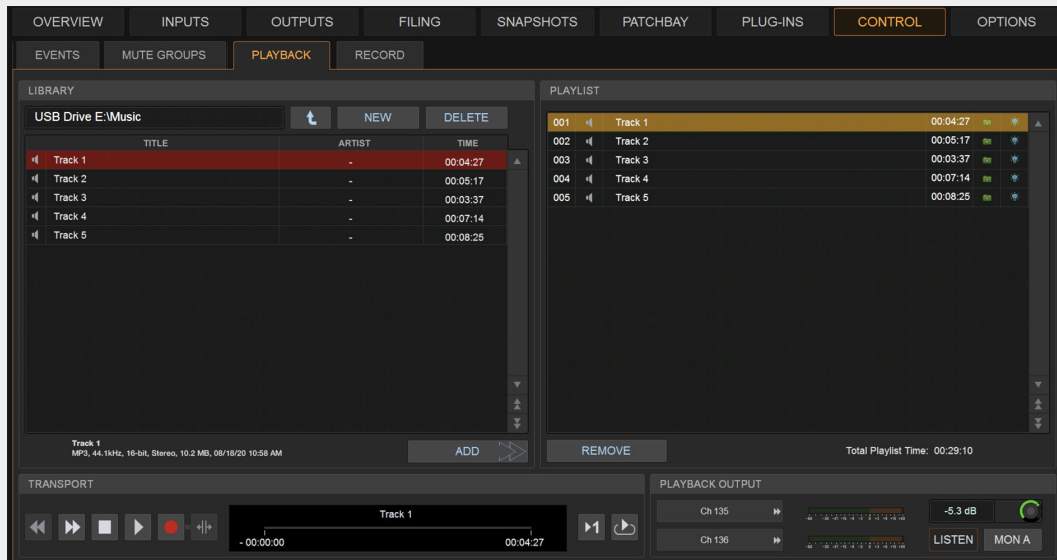 OVERVIEW INPUTS OUTPUTS FILING SNAPSHOTS PATCHBAY PLUG-INS CONTROL OPTIONS
EVENTS MUTE GROUPS PLAYBACK RECORD
LIBRARY
USB Drive E:\Music NEW DELETE
TITLE ARTIST TIME
Track 1 - 00:04:27
Track 2 - 00:05:17
Track 3 - 00:03:37
Track 4 - 00:07:14
Track 5 - 00:08:25
Track 1
MP3, 44.1kHz, 16-bit, Stereo, 10.2 MB, 08/18/20 10:58 AM
ADD
PLAYLIST
001 Track 1 00:04:27
002 Track 2 00:05:17
003 Track 3 00:03:37
004 Track 4 00:07:14
005 Track 5 00:08:25
REMOVE Total Playlist Time: 00:29:10
TRANSPORT
Track 1
- 00:00:00 00:04:27
1
PLAYBACK OUTPUT
Ch 135 -5.3 dB
Ch 136 LISTEN MON A